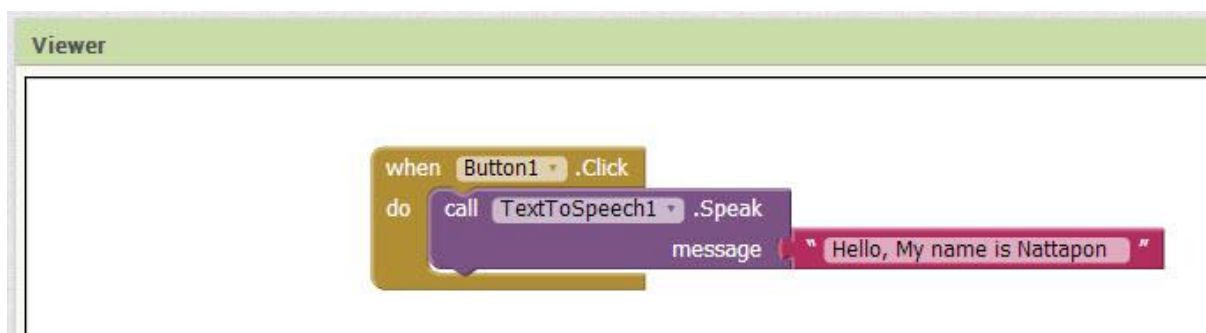 Viewer
when Button1 .Click
do call TextToSpeech1 .Speak
message " Hello, My name is Nattapon "